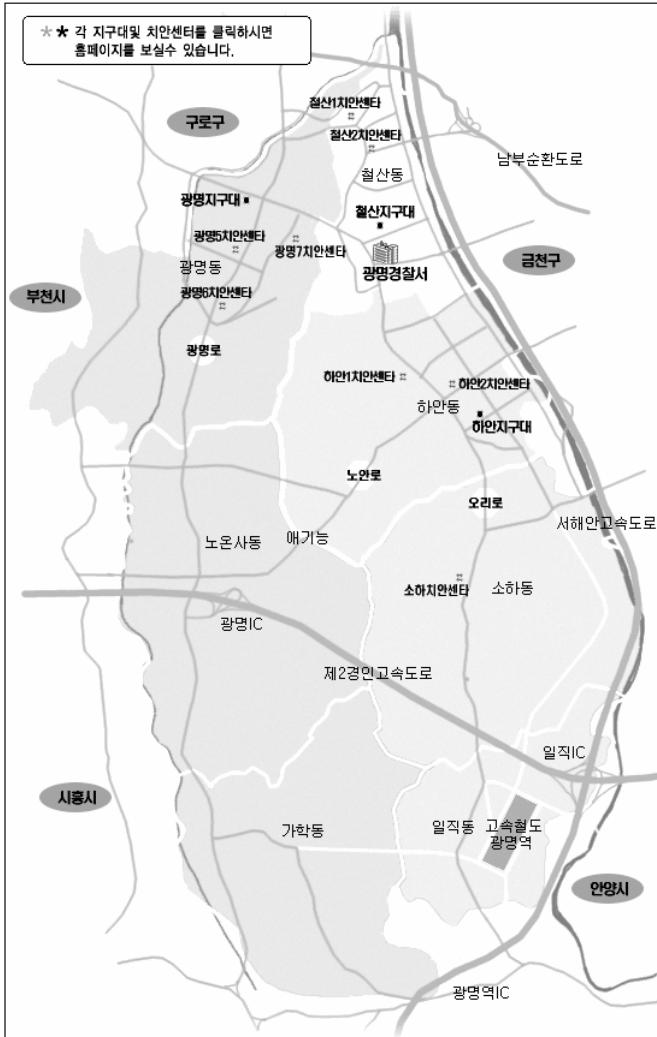 ** 각 지구대및 치안센터를 클릭하시면
홈페이지를 보실수 있습니다.
구로구
철산1치안센타
철산2치안센타
남부순환도로
철산동
광명지구대
철산지구대
광명5치안센타
광명7치안센타
광명동
광명경찰서
금천구
부천시
광명6치안센타
광명로
하안1치안센타
하안2치안센타
하안동
하안지구대
노안로
오리로
서해안고속도로
노온사동
애기능
소하치안센타
소하동
광명IC
제2경인고속도로
일직IC
시흥시
가학동
일직동
고속철도
광명역
안양시
광명역IC